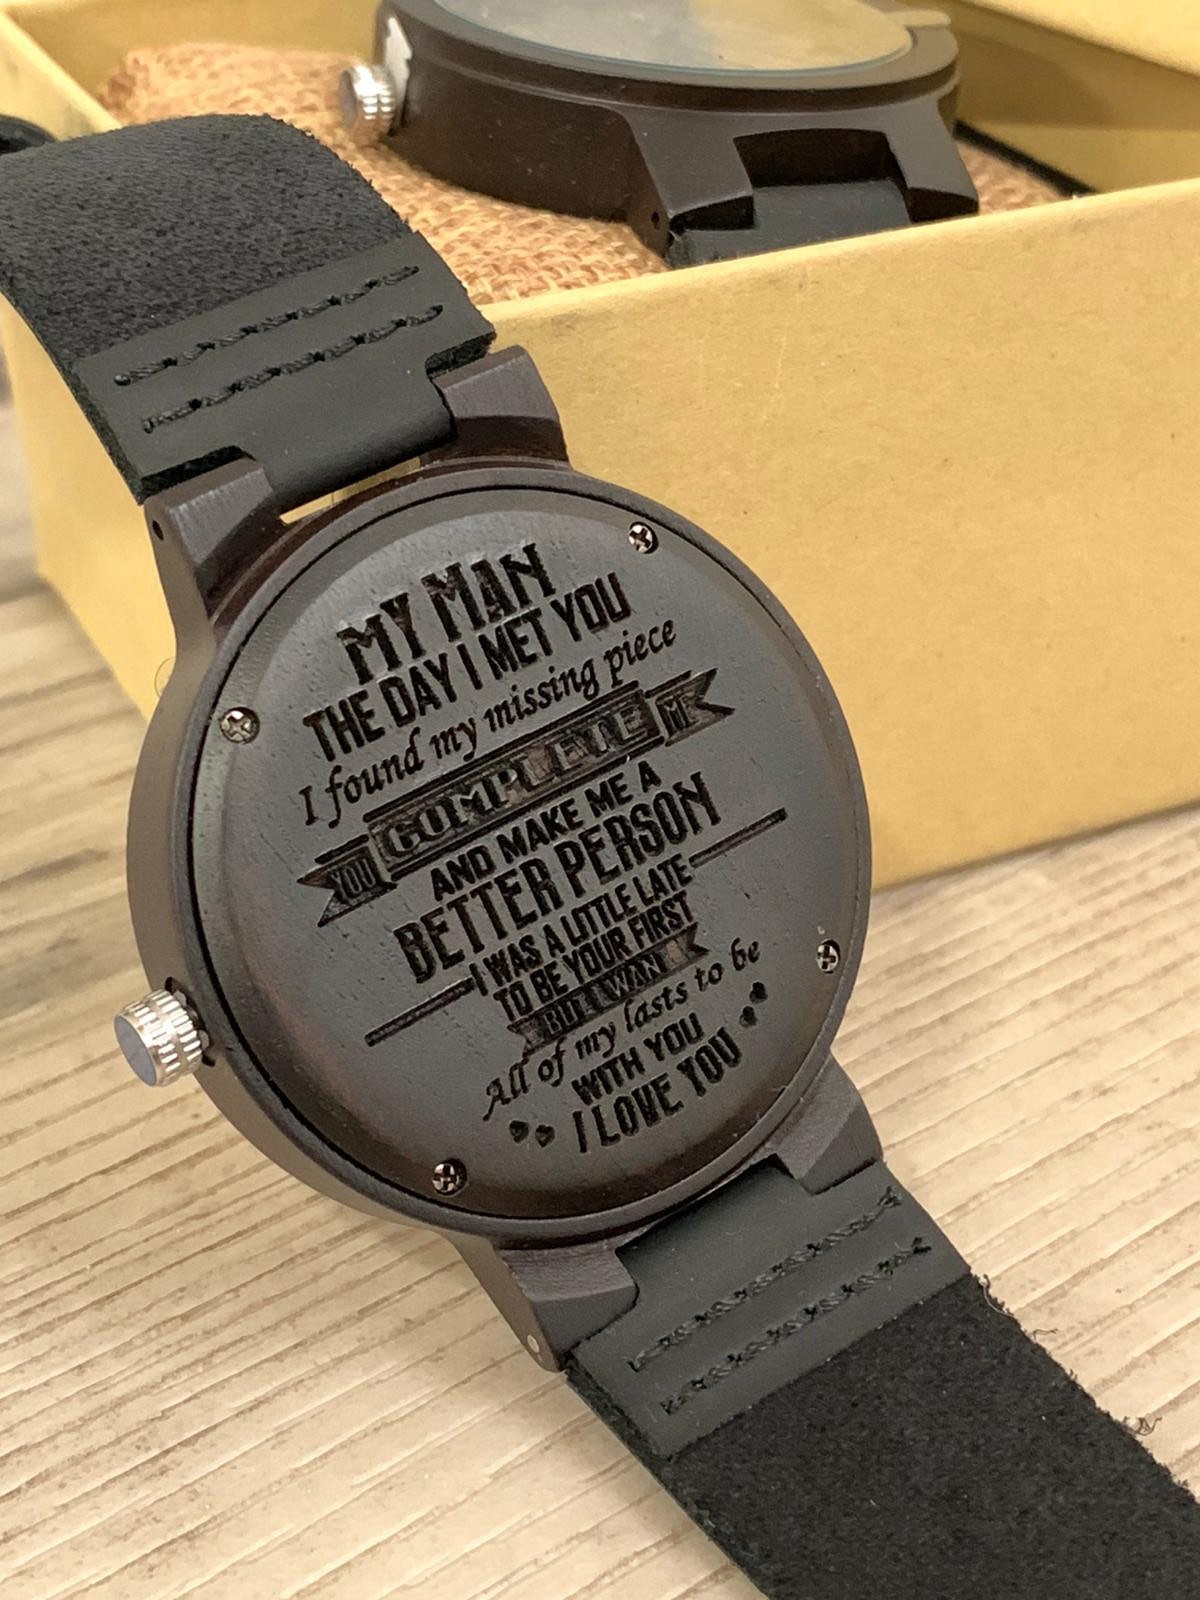 MY MAN
THE DAY I MET YOU
I found my missing piece
YOU COMPLETE ME
AND MAKE ME A
BETTER PERSON
I WAS A LITTLE LATE
TO BE YOUR FIRST
BUT I WAN
All of my lasts to be
WITH YOU
I LOVE YOU